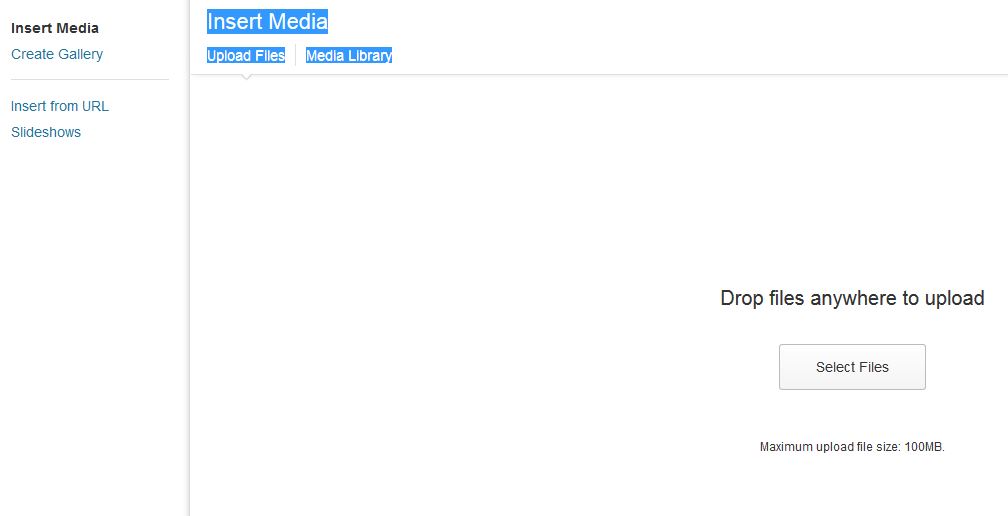 Insert Media
Create Gallery
Insert from URL
Slideshows
Insert Media
Upload Files Media Library
Drop files anywhere to upload
Select Files
Maximum upload file size: 100MB.